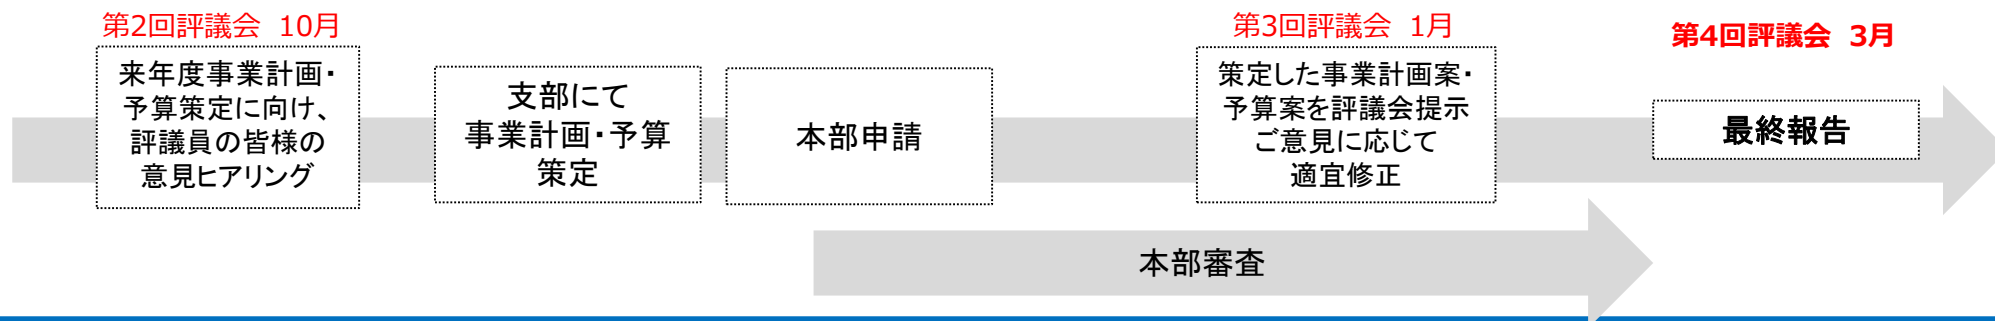 第2回評議会 10月
来年度事業計画・
予算策定に向け、
評議員の皆様の
意見ヒアリング
支部にて
事業計画・予算
策定
本部申請
第3回評議会 1月
策定した事業計画案・
予算案を評議会提示
ご意見に応じて
適宜修正
第4回評議会 3月
最終報告
本部審査